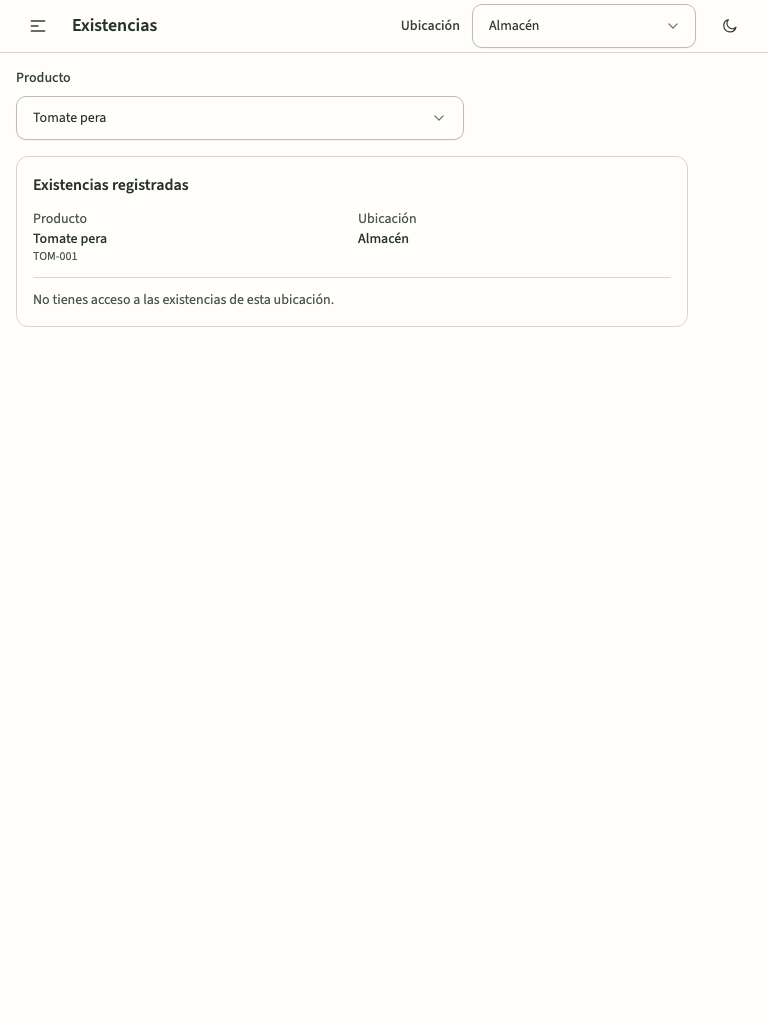 Existencias
Ubicación
Almacén
Producto
Tomate pera
Existencias registradas
Producto
Tomate pera
TOM-001
Ubicación
Almacén
No tienes acceso a las existencias de esta ubicación.